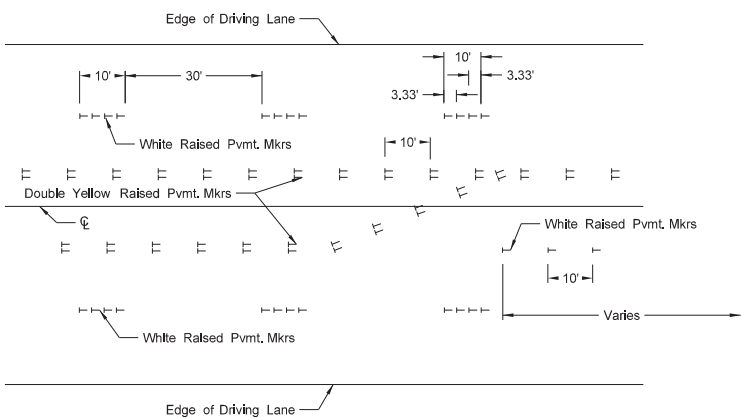 Edge of Driving Lane
10'
30'
10'
3.33'
3.33'
White Raised Pvmt. Mkrs
10'
Double Yellow Raised Pvmt. Mkrs
℄
White Raised Pvmt. Mkrs
10'
Varies
White Raised Pvmt. Mkrs
Edge of Driving Lane